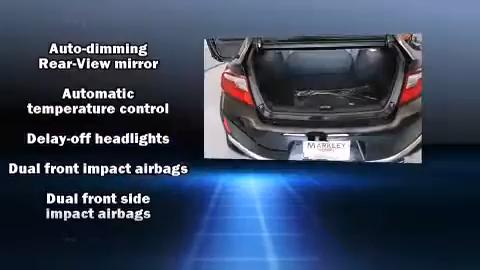 Auto-dimming
Rear-View mirror
Automatic
temperature control
Delay-off headlights
Dual front impact airbags
Dual front side
impact airbags
MARKLEY